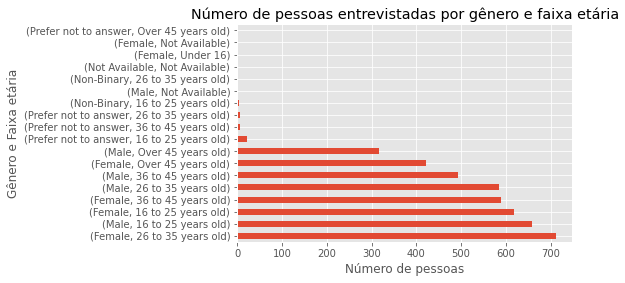 Número de pessoas entrevistadas por gênero e faixa etária
Gênero e Faixa etária
(Prefer not to answer, Over 45 years old)
(Female, Not Available)
(Female, Under 16)
(Not Available, Not Available)
(Non-Binary, 26 to 35 years old)
(Male, Not Available)
(Non-Binary, 16 to 25 years old)
(Prefer not to answer, 26 to 35 years old)
(Prefer not to answer, 36 to 45 years old)
(Prefer not to answer, 16 to 25 years old)
(Male, Over 45 years old)
(Female, Over 45 years old)
(Male, 36 to 45 years old)
(Male, 26 to 35 years old)
(Female, 36 to 45 years old)
(Female, 16 to 25 years old)
(Male, 16 to 25 years old)
(Female, 26 to 35 years old)
0 100 200 300 400 500 600 700
Número de pessoas